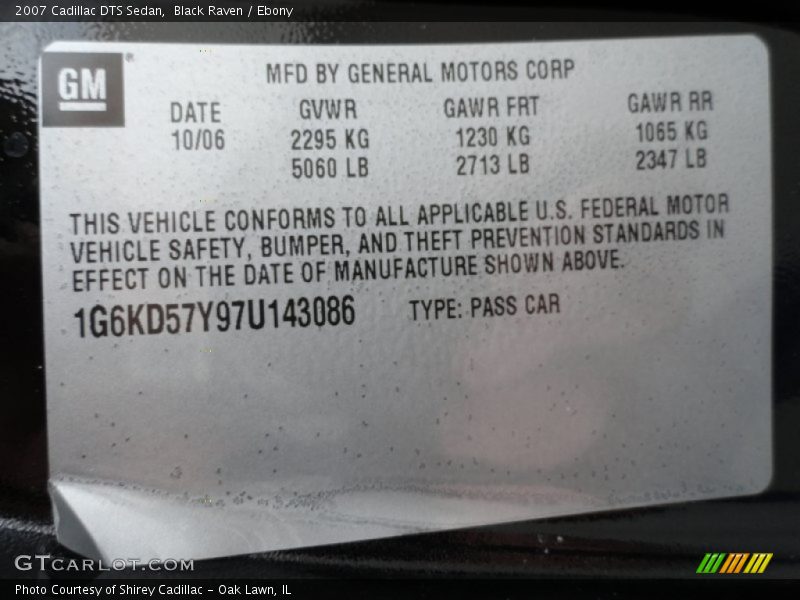 2007 Cadillac DTS Sedan, Black Raven / Ebony
GM®
MFD BY GENERAL MOTORS CORP
DATE GVWR GAWR FRT GAWR RR
10/06 2295 KG 1230 KG 1065 KG
5060 LB 2713 LB 2347 LB
THIS VEHICLE CONFORMS TO ALL APPLICABLE U.S. FEDERAL MOTOR
VEHICLE SAFETY, BUMPER, AND THEFT PREVENTION STANDARDS IN
EFFECT ON THE DATE OF MANUFACTURE SHOWN ABOVE.
1G6KD57Y97U143086 TYPE: PASS CAR
GTCARLOT.COM
Photo Courtesy of Shirey Cadillac - Oak Lawn, IL